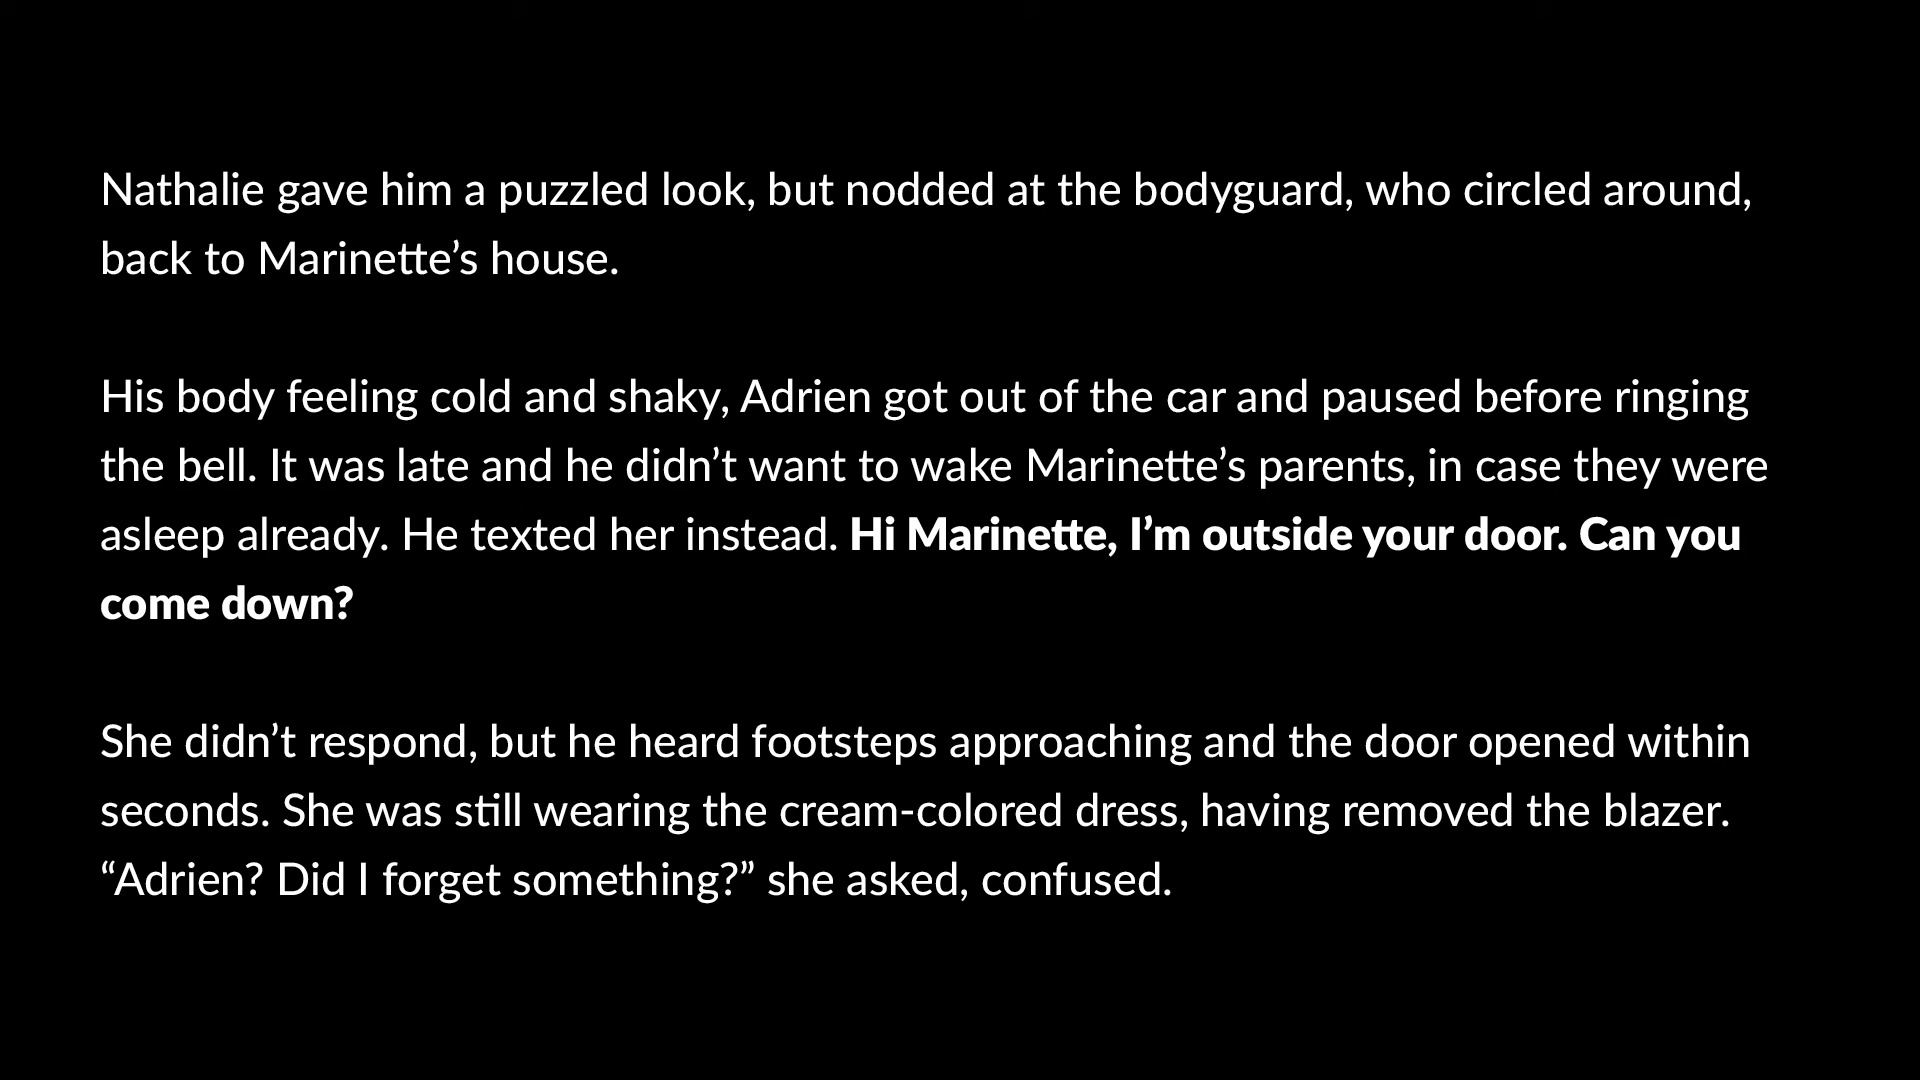 Nathalie gave him a puzzled look, but nodded at the bodyguard, who circled around,
back to Marinette’s house.
His body feeling cold and shaky, Adrien got out of the car and paused before ringing
the bell. It was late and he didn’t want to wake Marinette’s parents, in case they were
asleep already. He texted her instead. Hi Marinette, I’m outside your door. Can you
come down?
She didn’t respond, but he heard footsteps approaching and the door opened within
seconds. She was still wearing the cream-colored dress, having removed the blazer.
“Adrien? Did I forget something?” she asked, confused.